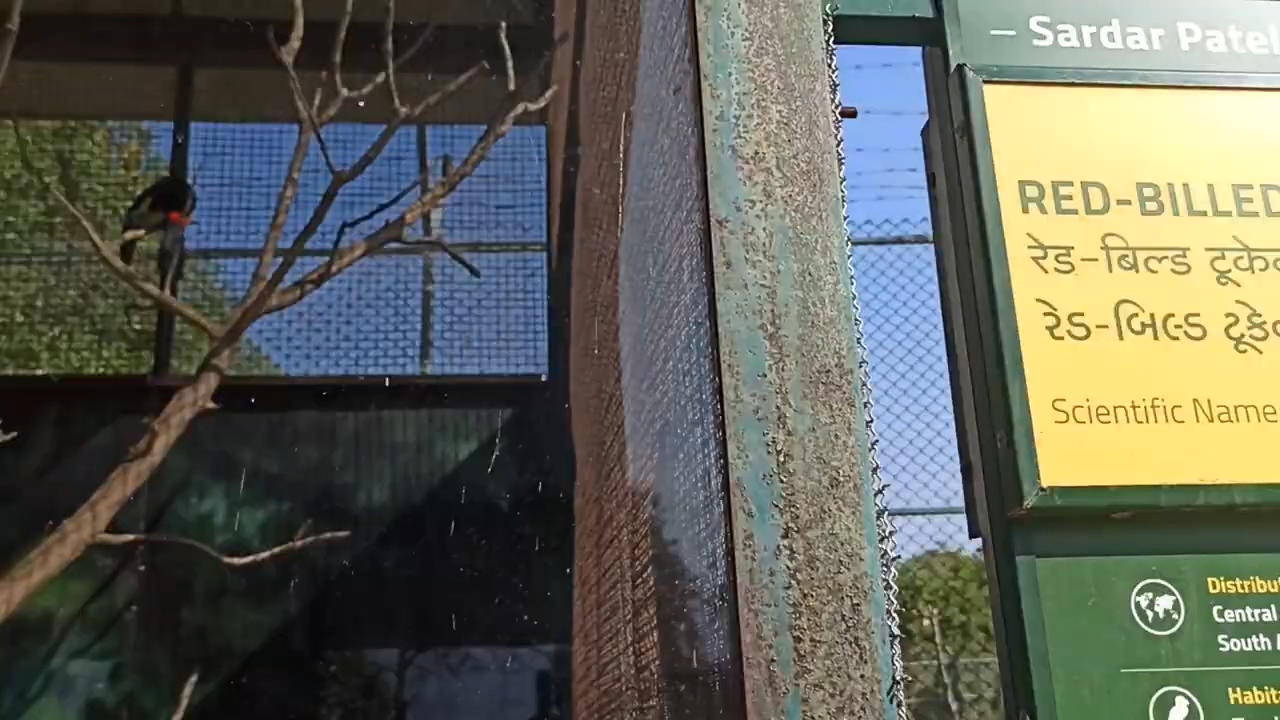 – Sardar Patel
RED-BILLED
रेड-बिल्ड टूके
રેડ-બિલ્ડ ટૂકે
Scientific Name
Distribu
Central
South
Habit